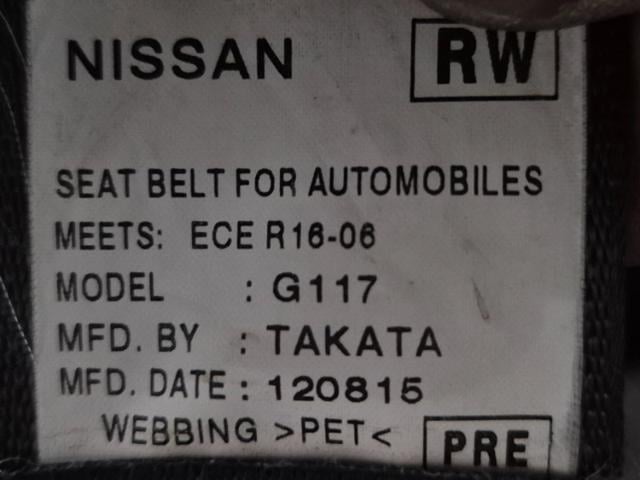 NISSAN RW
SEAT BELT FOR AUTOMOBILES
MEETS: ECE R16-06
MODEL : G117
MFD. BY : TAKATA
MFD. DATE : 120815
WEBBING >PET< PRE